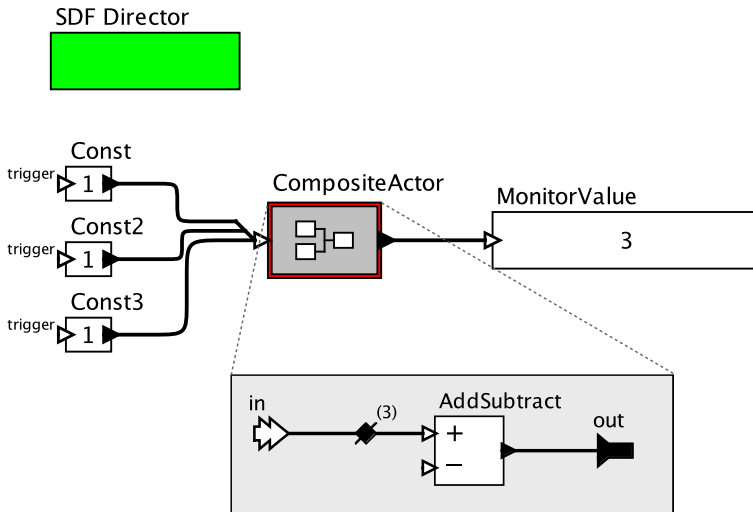 SDF Director
Const
trigger
1
CompositeActor
MonitorValue
Const2
3
trigger
1
Const3
trigger
1
in
(3)
AddSubtract
out
+
−